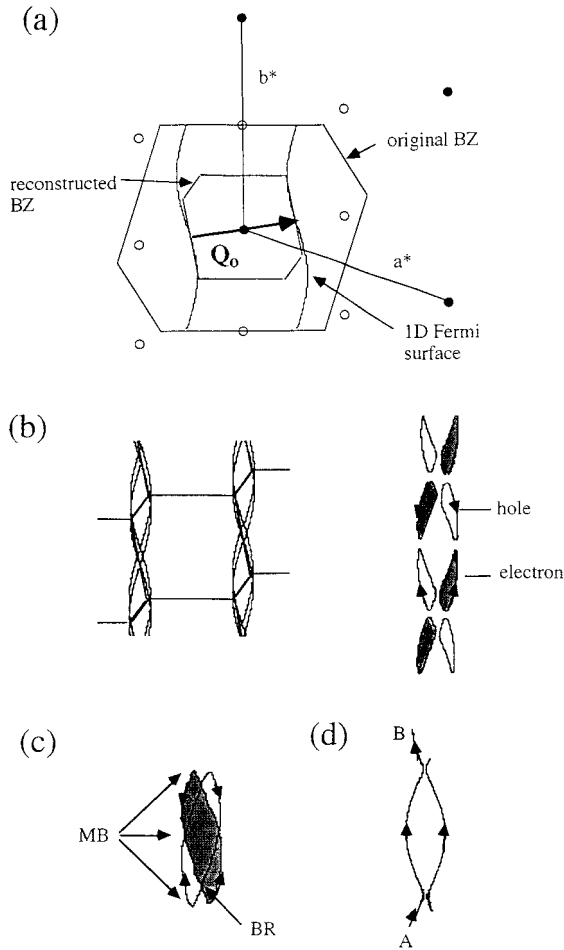 (a)
b*
original BZ
reconstructed
BZ
Q₀
a*
1D Fermi
surface
(b)
hole
electron
(c)
(d)
B
MB
BR
A